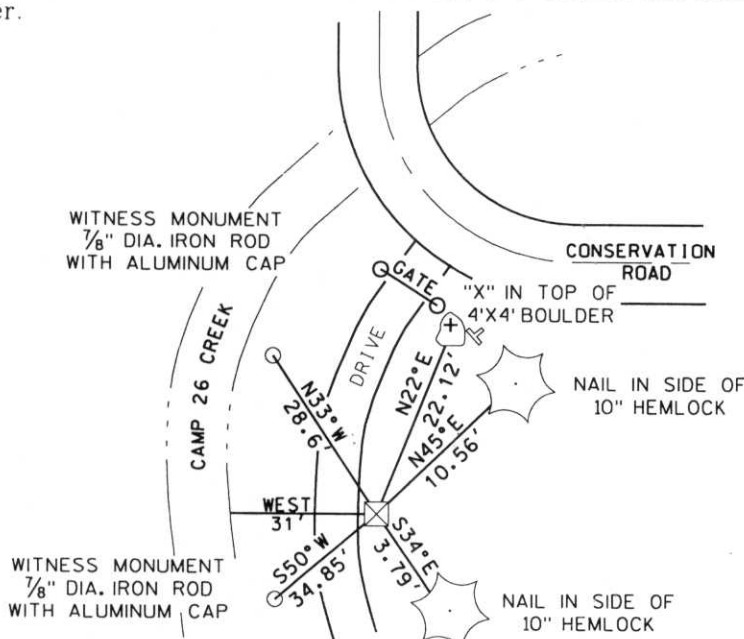 er.
WITNESS MONUMENT
⅞" DIA. IRON ROD
WITH ALUMINUM CAP
CONSERVATION
ROAD
GATE
"X" IN TOP OF
4'X4' BOULDER
DRIVE
CAMP 26 CREEK
N33°W
28.6'
N22°E
22.12'
N45°E
10.56'
NAIL IN SIDE OF
10" HEMLOCK
WEST
31'
S50°W
34.85'
S34°E
3.79'
WITNESS MONUMENT
⅞" DIA. IRON ROD
WITH ALUMINUM CAP
NAIL IN SIDE OF
10" HEMLOCK